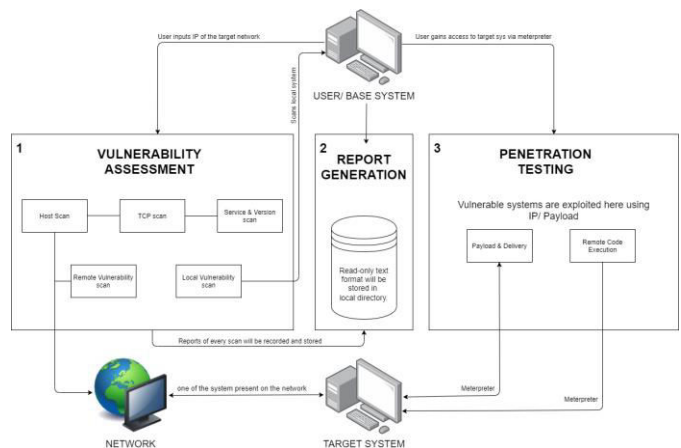 User inputs IP of the target network
User gains access to target sys via meterpreter
USER/ BASE SYSTEM
Scans local system
1
VULNERABILITY
ASSESSMENT
Host Scan
TCP scan
Service & Version
scan
Remote Vulnerability
scan
Local Vulnerability
scan
2
REPORT
GENERATION
Read-only text
format will be
stored in
local directory.
3
PENETRATION
TESTING
Vulnerable systems are exploited here using
IP/ Payload
Payload & Delivery
Remote Code
Execution
Reports of every scan will be recorded and stored
one of the system present on the network
Meterpreter
Meterpreter
NETWORK
TARGET SYSTEM